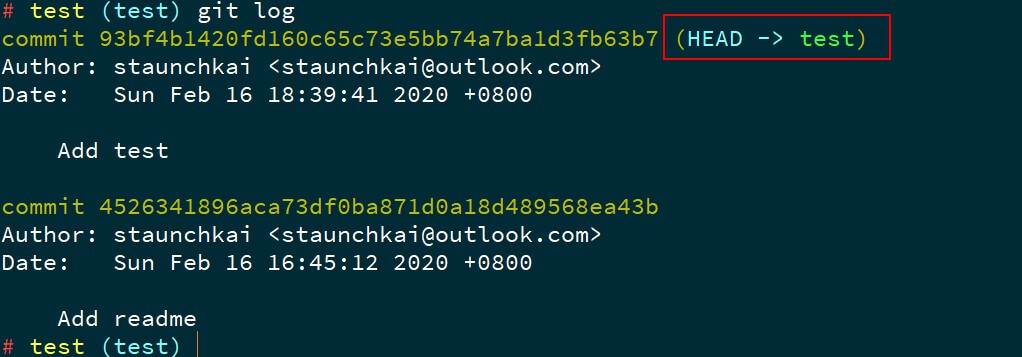 # test (test) git log
commit 93bf4b1420fd160c65c73e5bb74a7ba1d3fb63b7 (HEAD -> test)
Author: staunchkai <staunchkai@outlook.com>
Date:   Sun Feb 16 18:39:41 2020 +0800
    Add test
commit 4526341896aca73df0ba871d0a18d489568ea43b
Author: staunchkai <staunchkai@outlook.com>
Date:   Sun Feb 16 16:45:12 2020 +0800
    Add readme
# test (test)